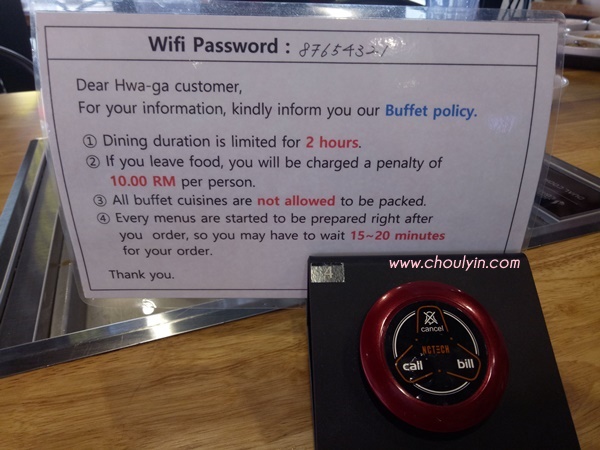 Wifi Password : 87654321
Dear Hwa-ga customer,
For your information, kindly inform you our Buffet policy.
① Dining duration is limited for 2 hours.
② If you leave food, you will be charged a penalty of
10.00 RM per person.
③ All buffet cuisines are not allowed to be packed.
④ Every menus are started to be prepared right after
you order, so you may have to wait 15~20 minutes
for your order.
Thank you.
4
www.choulyin.com
cancel
call
bill